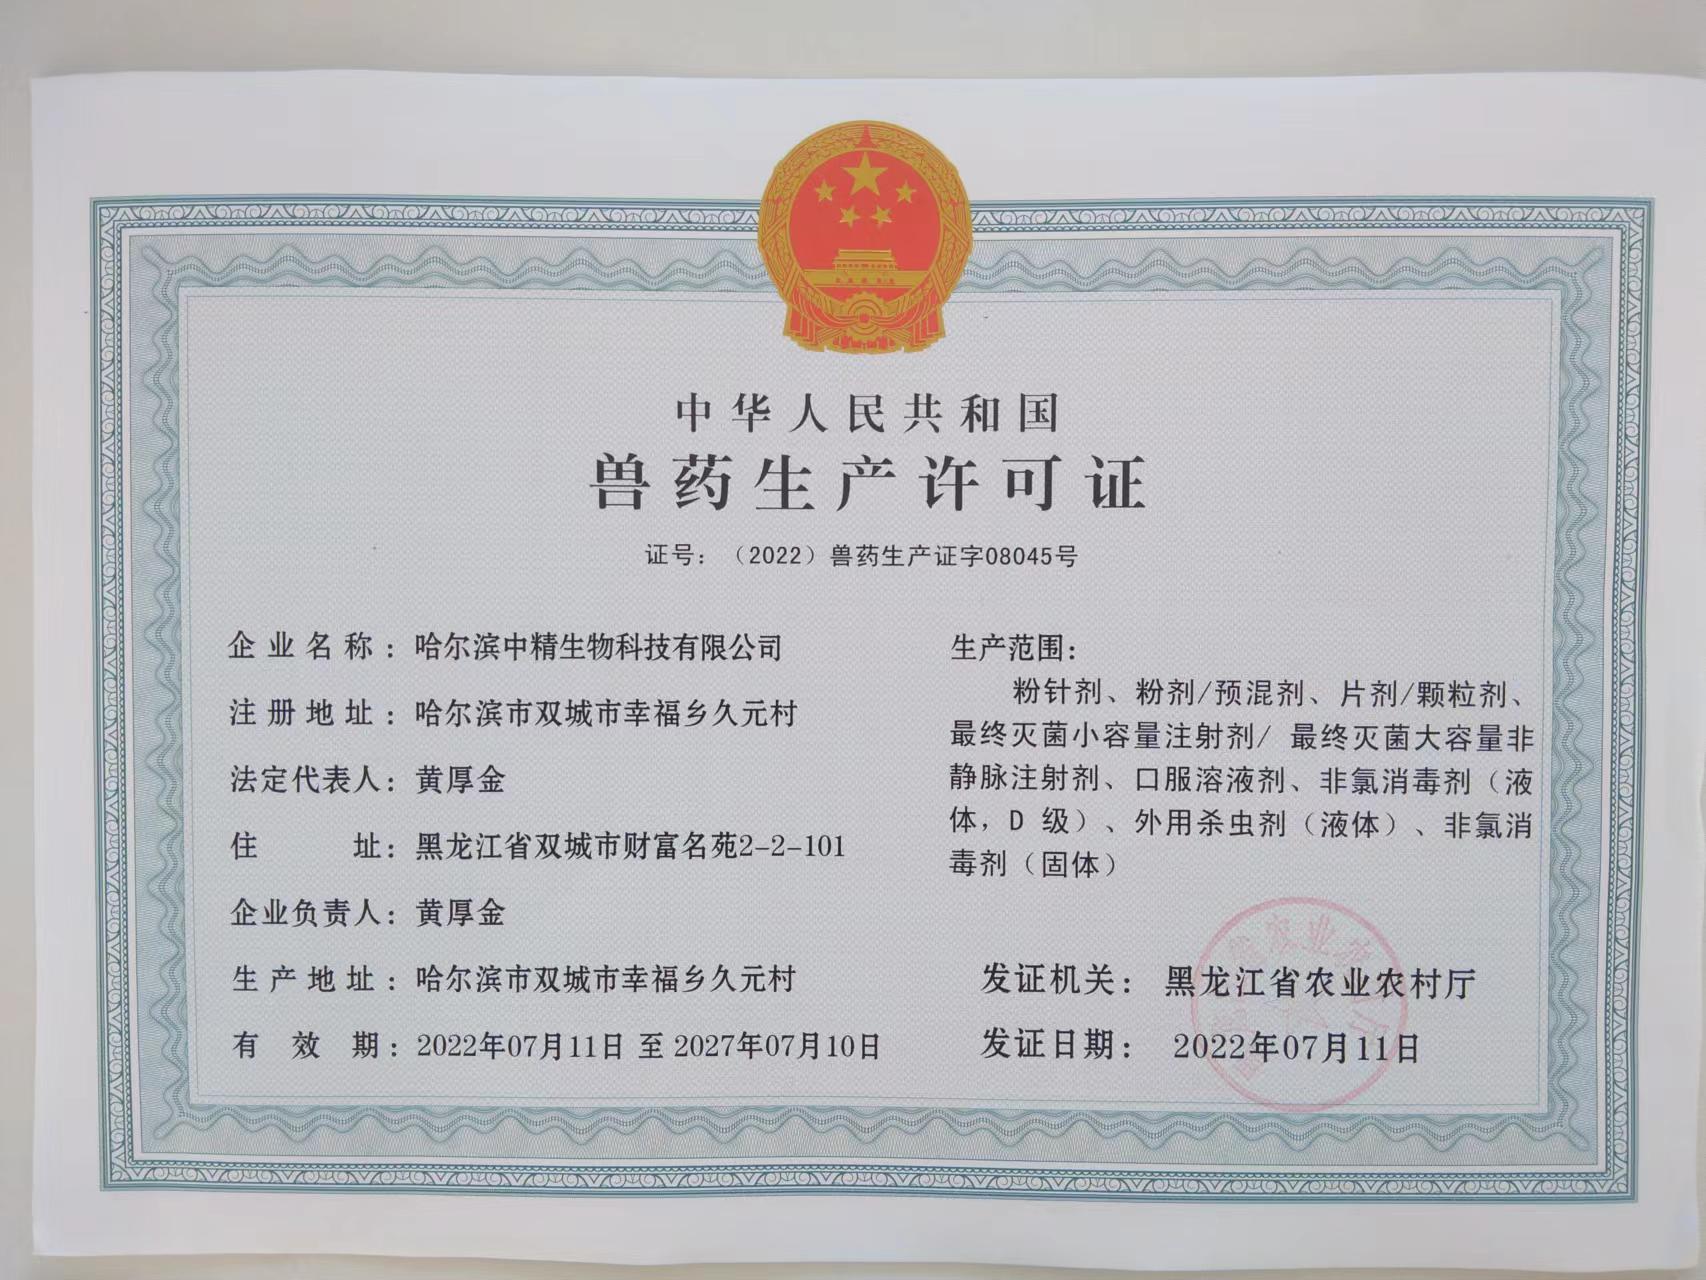 中华人民共和国
兽药生产许可证
证号：（2022）兽药生产证字08045号
企业名称：哈尔滨中精生物科技有限公司
注册地址：哈尔滨市双城市幸福乡久元村
法定代表人：黄厚金
住址：黑龙江省双城市财富名苑2-2-101
企业负责人：黄厚金
生产地址：哈尔滨市双城市幸福乡久元村
有效期：2022年07月11日 至 2027年07月10日
生产范围：
粉针剂、粉剂/预混剂、片剂/颗粒剂、
最终灭菌小容量注射剂/ 最终灭菌大容量非
静脉注射剂、口服溶液剂、非氯消毒剂（液
体，D 级）、外用杀虫剂（液体）、非氯消
毒剂（固体）
发证机关：黑龙江省农业农村厅
发证日期：2022年07月11日